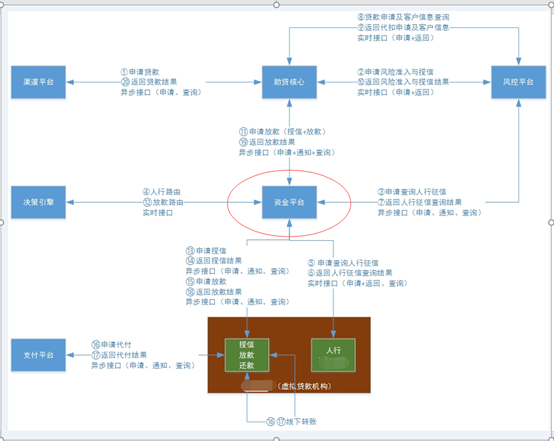 ⑧贷款申请及客户信息查询
⑨返回代扣申请及客户信息
实时接口（申请+返回）
渠道平台
①申请贷款
⑳返回贷款结果
异步接口（申请、查询）
助贷核心
②申请风险准入与授信
⑩返回风险准入与授信结果
实时接口（申请+返回）
风控平台
⑪申请放款（授信+放款）
⑲返回放款结果
异步接口（申请+通知+查询）
决策引擎
④人行路由
⑫放款路由
实时接口
资金平台
③申请查询人行征信
⑦返回人行征信查询结果
异步接口（申请、通知、查询）
⑬申请授信
⑭返回授信结果
异步接口（申请、通知、查询）
⑮申请放款
⑱返回放款结果
异步接口（申请、通知、查询）
⑤ 申请查询人行征信
⑥返回人行征信查询结果
实时接口（申请+返回、查询）
支付平台
⑯申请代付
⑰返回代付结果
异步接口（申请、通知、查询）
授信
放款
还款
人行
（虚拟贷款机构）
⑯ ⑰线下转账